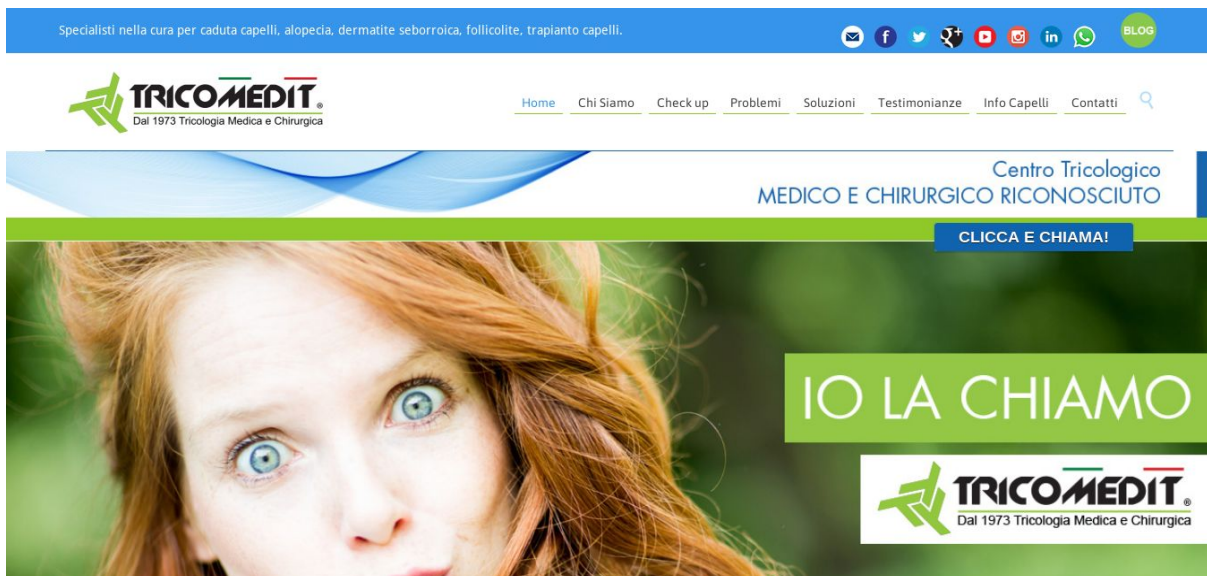 Specialisti nella cura per caduta capelli, alopecia, dermatite seborroica, follicolite, trapianto capelli.
BLOG
TRICOMEDIT®
Dal 1973 Tricologia Medica e Chirurgica
Home Chi Siamo Check up Problemi Soluzioni Testimonianze Info Capelli Contatti
Centro Tricologico
MEDICO E CHIRURGICO RICONOSCIUTO
CLICCA E CHIAMA!
IO LA CHIAMO
TRICOMEDIT®
Dal 1973 Tricologia Medica e Chirurgica